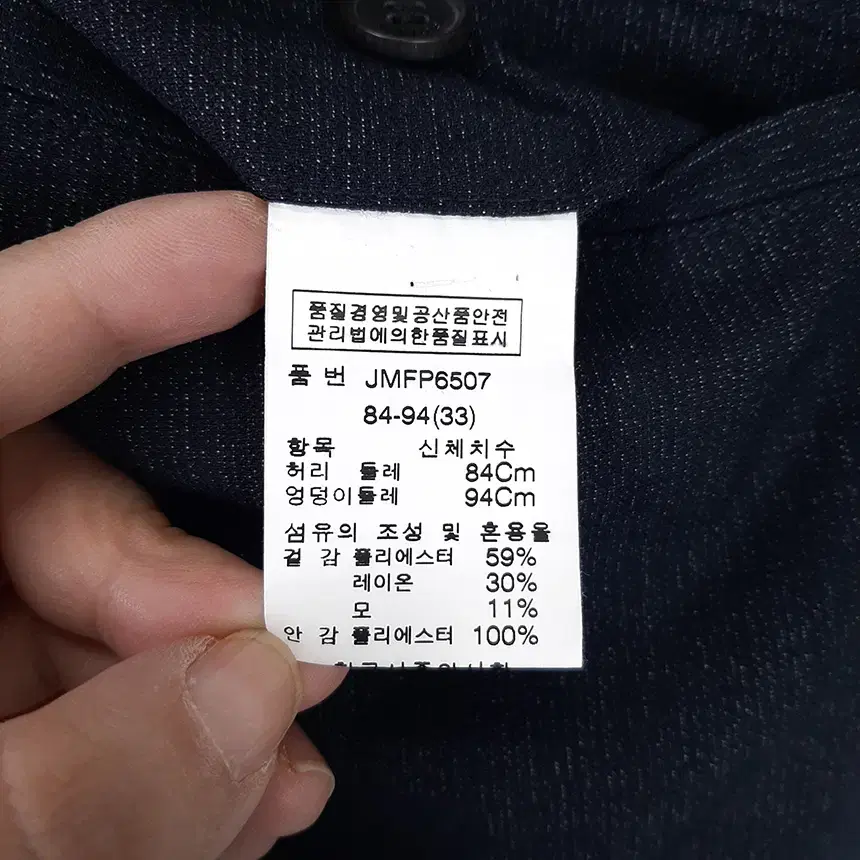 품질경영및공산품안전
관리법에의한품질표시
품 번 JMFP6507
84-94(33)
항목 신체치수
허리 둘레 84Cm
엉덩이둘레 94Cm
섬유의 조성 및 혼용율
겉 감 폴리에스터 59%
레이온 30%
모 11%
안 감 폴리에스터 100%